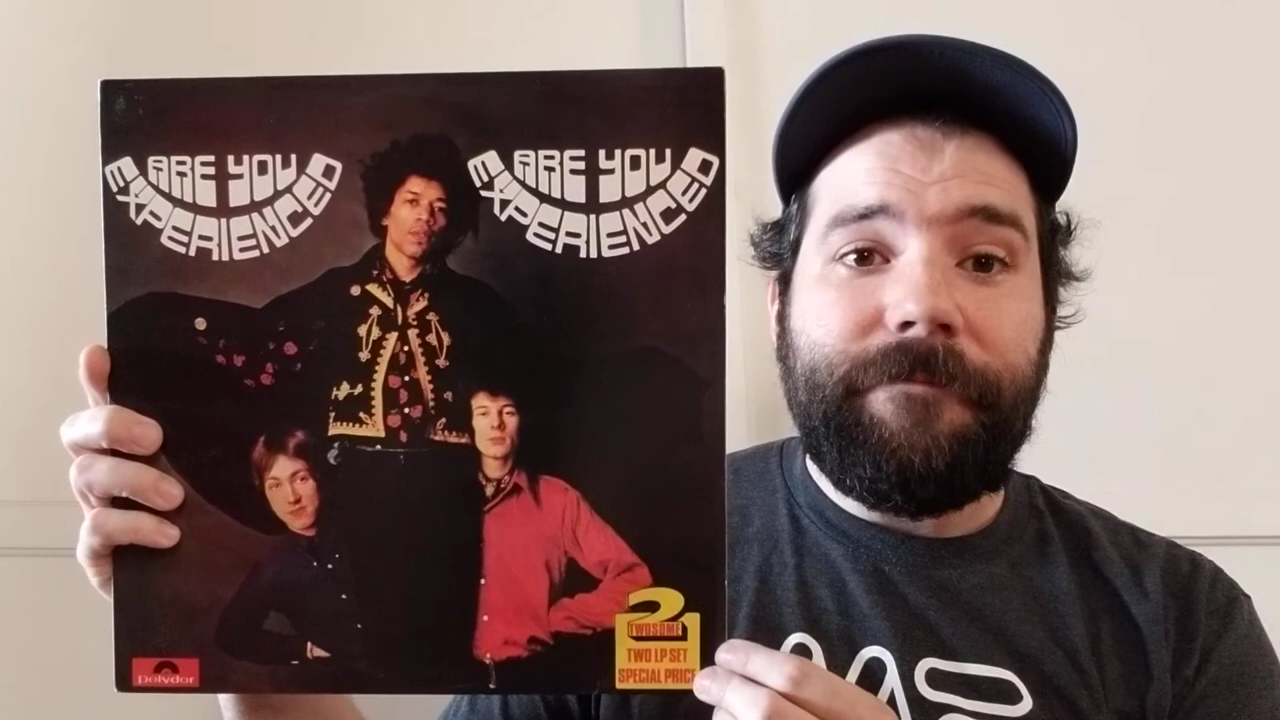 ARE YOU
EXPERIENCED
ARE YOU
EXPERIENCED
2
TWOSOME
TWO LP SET
SPECIAL PRICE
polydor